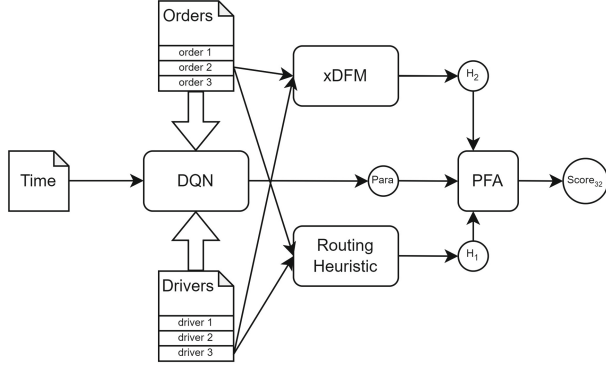 Orders
order 1
order 2
order 3
xDFM
H2
Time
DQN
Para
PFA
Score32
Routing
Heuristic
H1
Drivers
driver 1
driver 2
driver 3